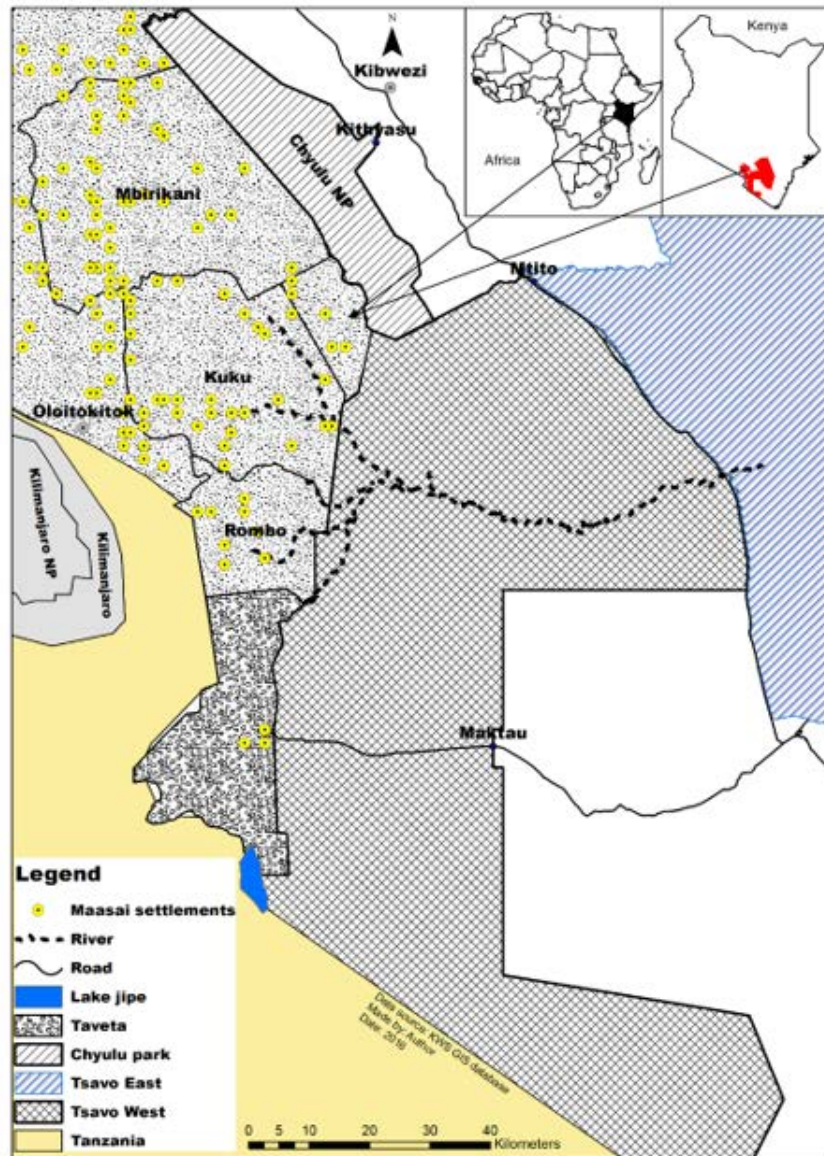 N
Kibwezi
Kenya
Africa
Kithyasu
Chyulu NP
Mbirikani
Mtito
Kuku
Oloitokitok
Kilimanjaro NP
Kilimanjaro
Rombo
Maktau
Legend
Maasai settlements
River
Road
Lake jipe
Taveta
Chyulu park
Tsavo East
Tsavo West
Tanzania
Data source: KWS GIS database
Made by: Author
Date: 2016
0 5 10 20 30 40
Kilometers